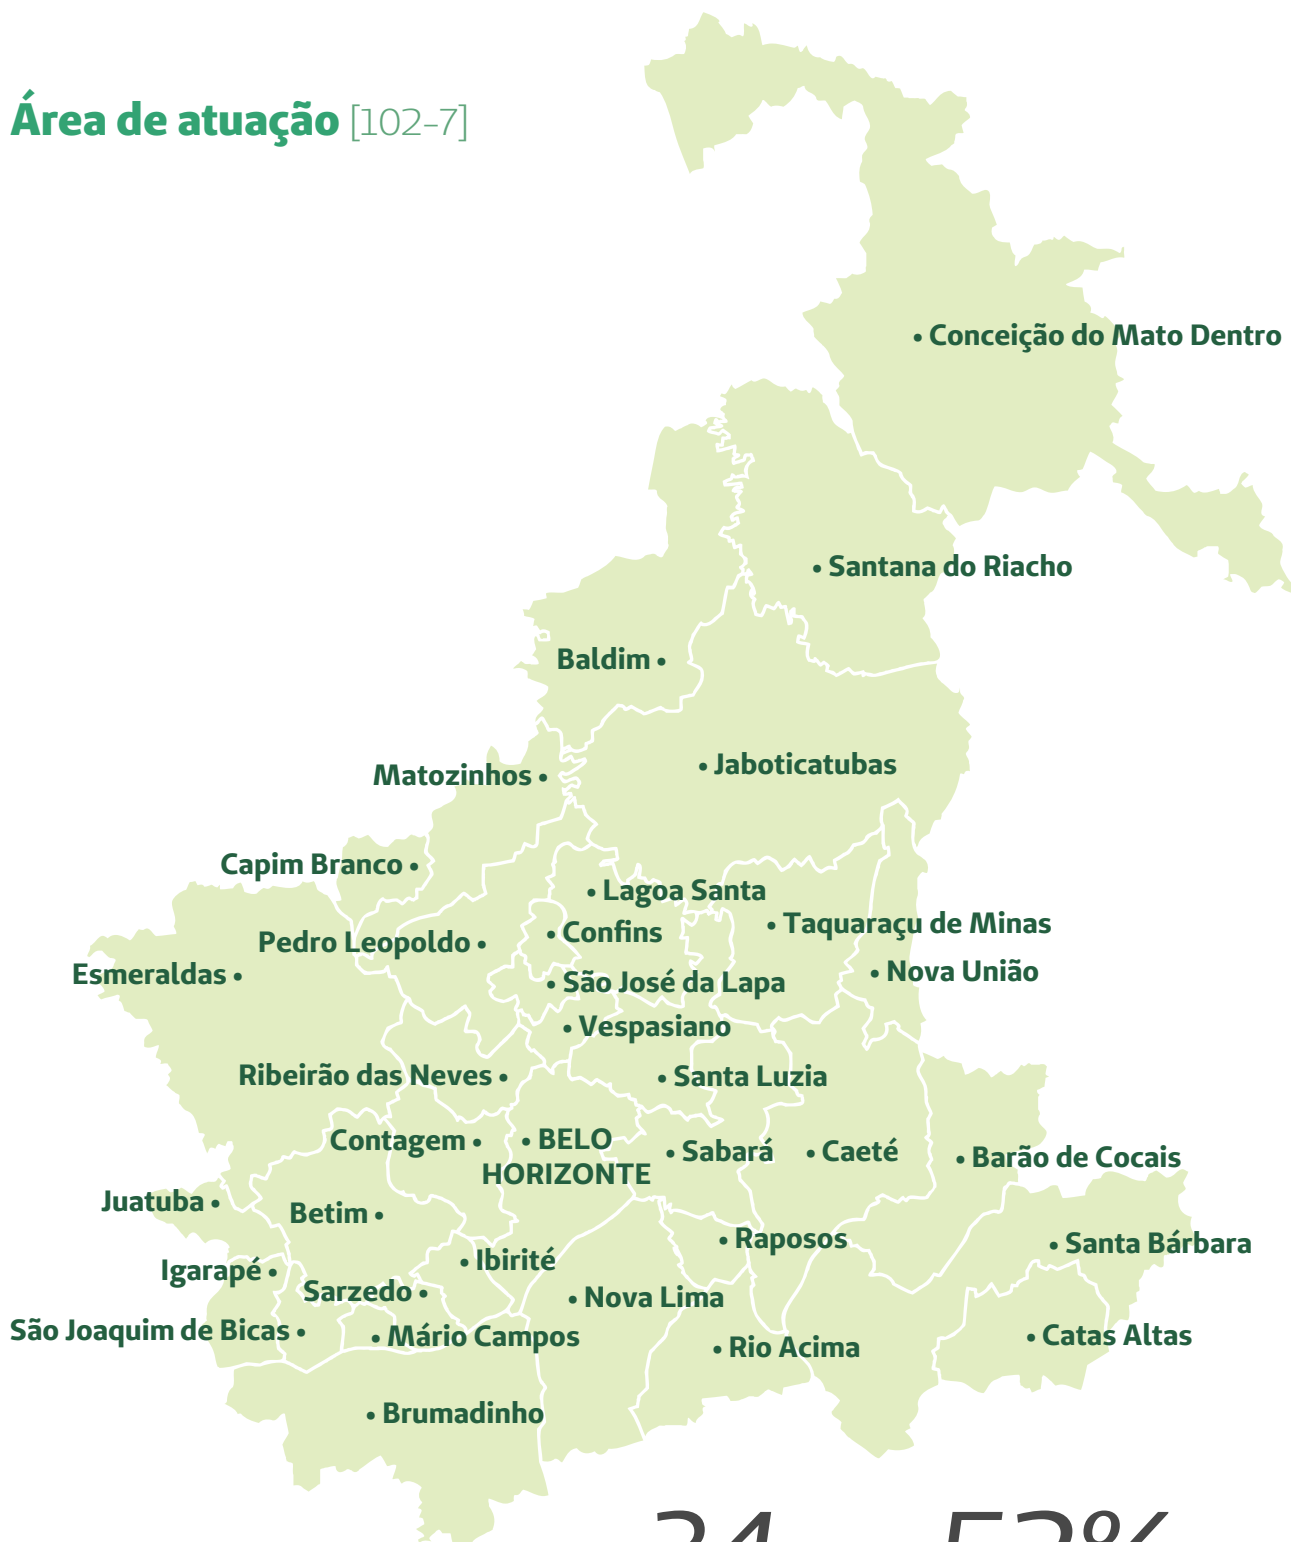 Área de atuação [102-7]
• Conceição do Mato Dentro
• Santana do Riacho
Baldim •
• Jaboticatubas
Matozinhos •
Capim Branco •
• Lagoa Santa
• Taquaraçu de Minas
• Confins
Pedro Leopoldo •
• Nova União
Esmeraldas •
• São José da Lapa
• Vespasiano
Ribeirão das Neves •
• Santa Luzia
Contagem •
• BELO
HORIZONTE
• Sabará
• Caeté
• Barão de Cocais
Juatuba •
Betim •
• Raposos
• Santa Bárbara
• Ibirité
Igarapé •
Sarzedo •
• Nova Lima
São Joaquim de Bicas •
• Mário Campos
• Catas Altas
• Rio Acima
• Brumadinho
34 52%